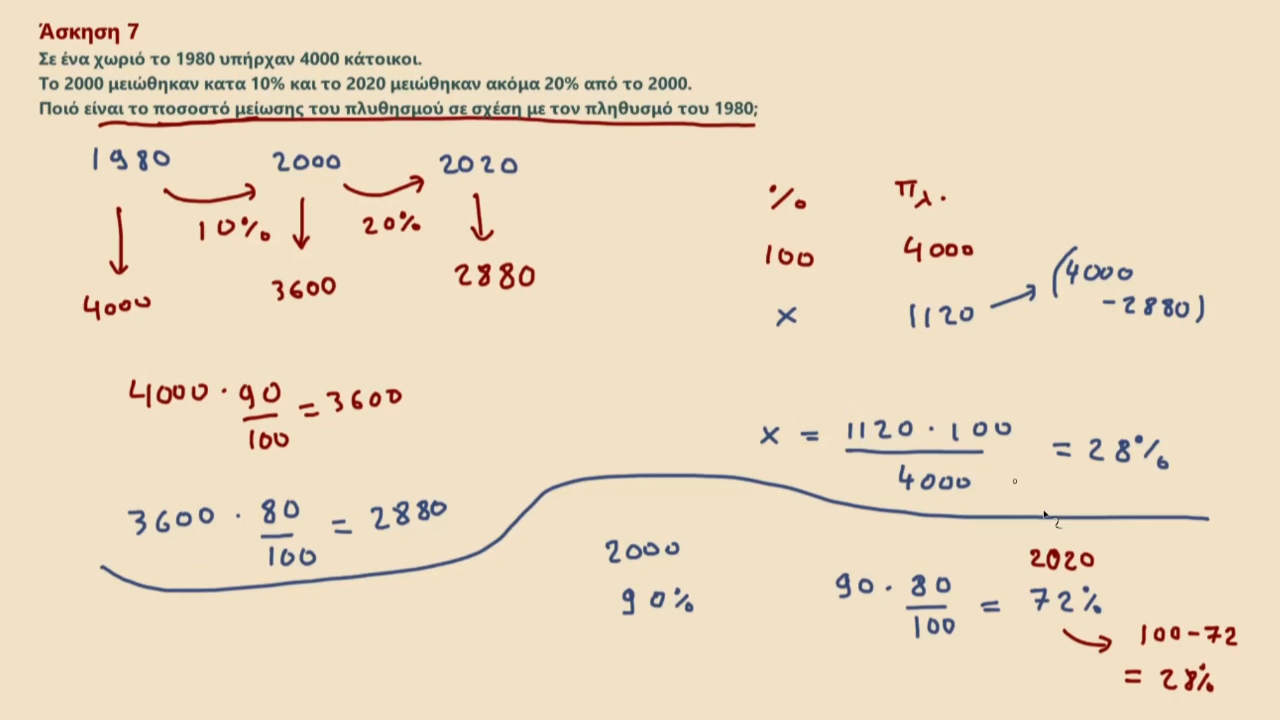 Άσκηση 7
Σε ένα χωριό το 1980 υπήρχαν 4000 κάτοικοι.
Το 2000 μειώθηκαν κατα 10% και το 2020 μειώθηκαν ακόμα 20% από το 2000.
Ποιό είναι το ποσοστό μείωσης του πλυθησμού σε σχέση με τον πληθυσμό του 1980;
1980 2000 2020
10% 20%
4000 3600 2880
% πλ.
100 4000
x 1120 → (4000
-2880)
4000 · 90/100 = 3600
3600 · 80/100 = 2880
x = 1120 · 100 / 4000 = 28%
2000
90%
2020
90 · 80/100 = 72%
100-72
= 28%